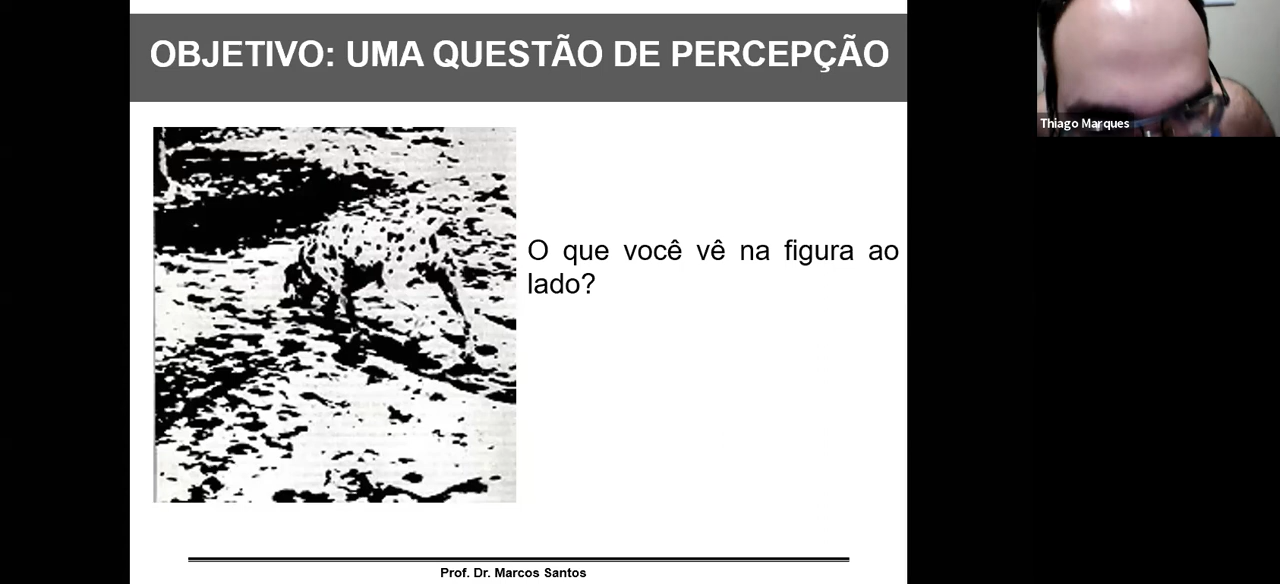 OBJETIVO: UMA QUESTÃO DE PERCEPÇÃO
Thiago Marques
O que você vê na figura ao
lado?
Prof. Dr. Marcos Santos